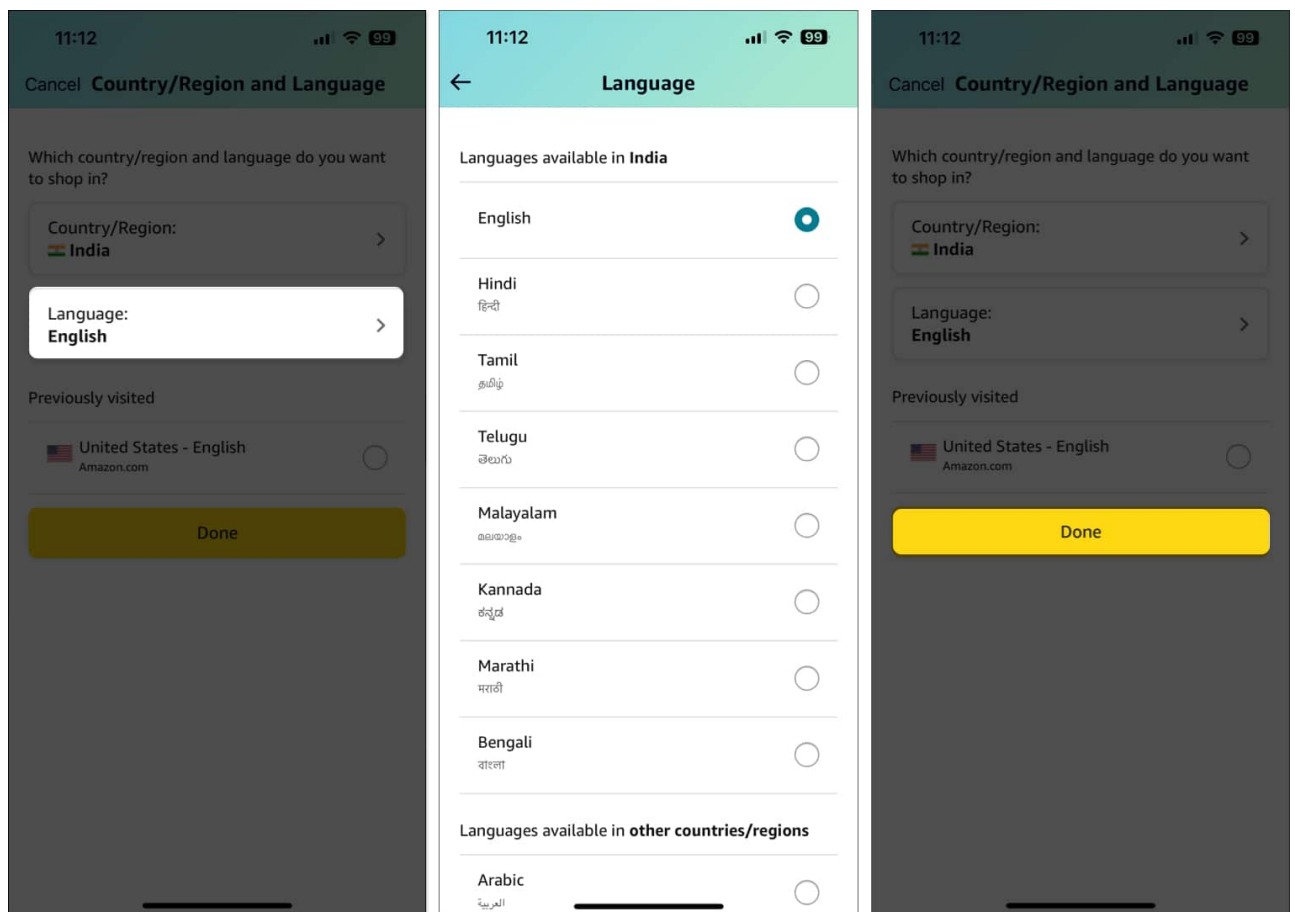 11:12
99
Cancel Country/Region and Language
Which country/region and language do you want
to shop in?
Country/Region:
India
Language:
English
Previously visited
United States - English
Amazon.com
Done
11:12
99
Language
Languages available in India
English
Hindi
हिन्दी
Tamil
தமிழ்
Telugu
తెలుగు
Malayalam
മലയാളം
Kannada
ಕನ್ನಡ
Marathi
मराठी
Bengali
বাংলা
Languages available in other countries/regions
Arabic
العربية
11:12
99
Cancel Country/Region and Language
Which country/region and language do you want
to shop in?
Country/Region:
India
Language:
English
Previously visited
United States - English
Amazon.com
Done